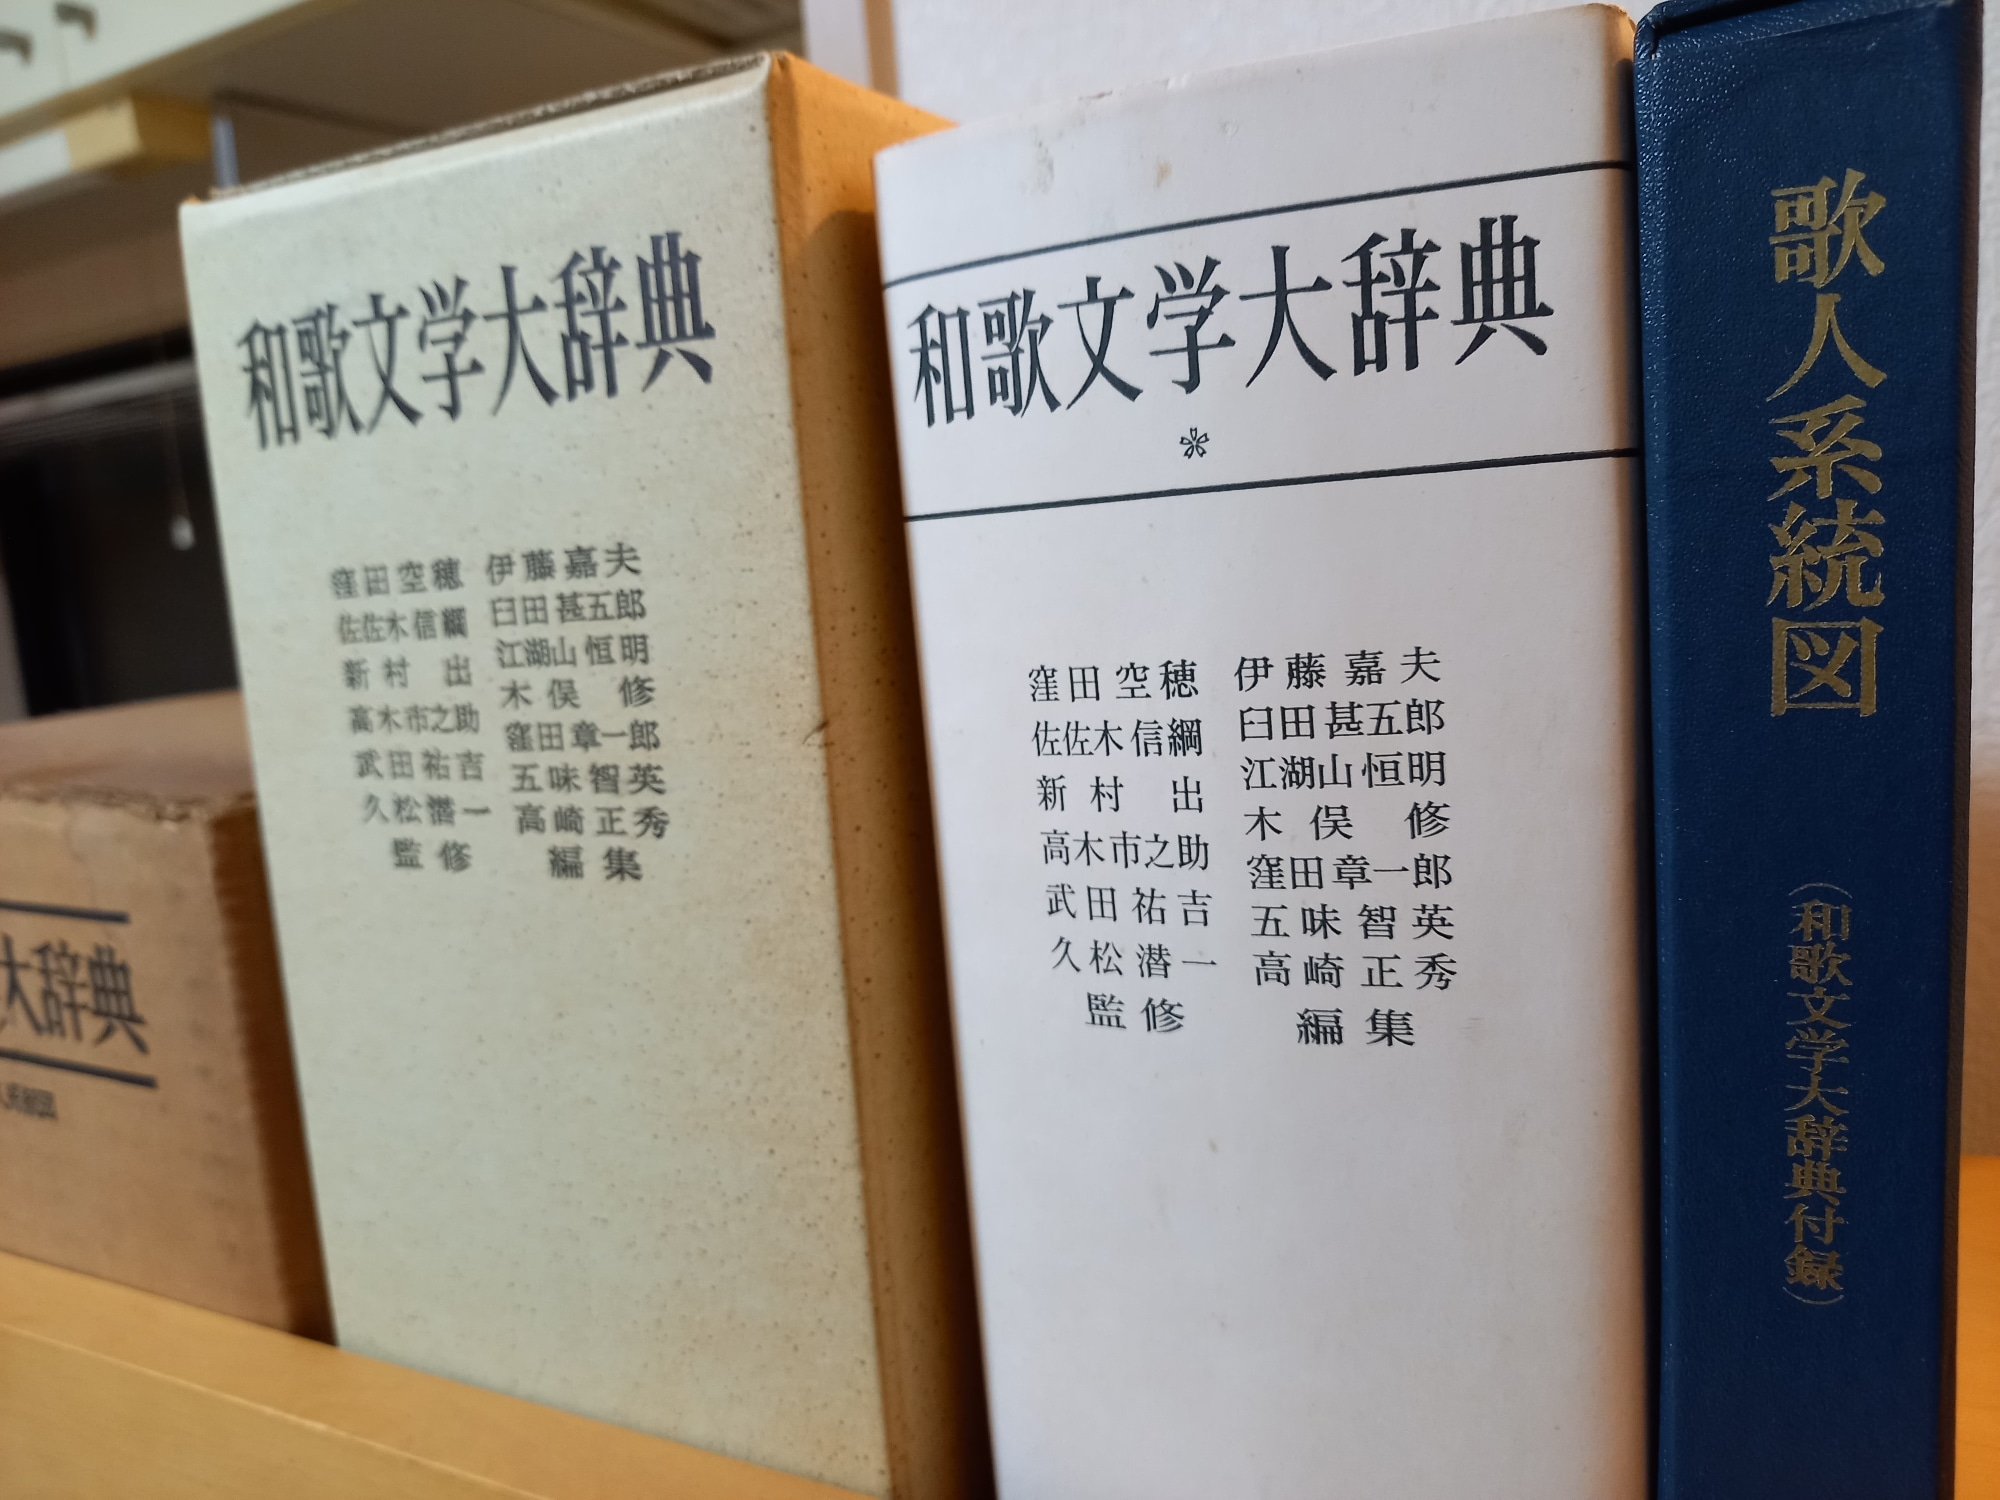 大辞典
和歌文学大辞典
窪田空穂 伊藤嘉夫
佐佐木信綱 臼田甚五郎
新村出 江湖山恒明
高木市之助 木俣修
武田祐吉 窪田章一郎
久松潜一 五味智英
監修 高崎正秀
編集
和歌文学大辞典
窪田空穂 伊藤嘉夫
佐佐木信綱 臼田甚五郎
新村出 江湖山恒明
高木市之助 木俣修
武田祐吉 窪田章一郎
久松潜一 五味智英
監修 高崎正秀
編集
歌人系統図
(和歌文学大辞典付録)